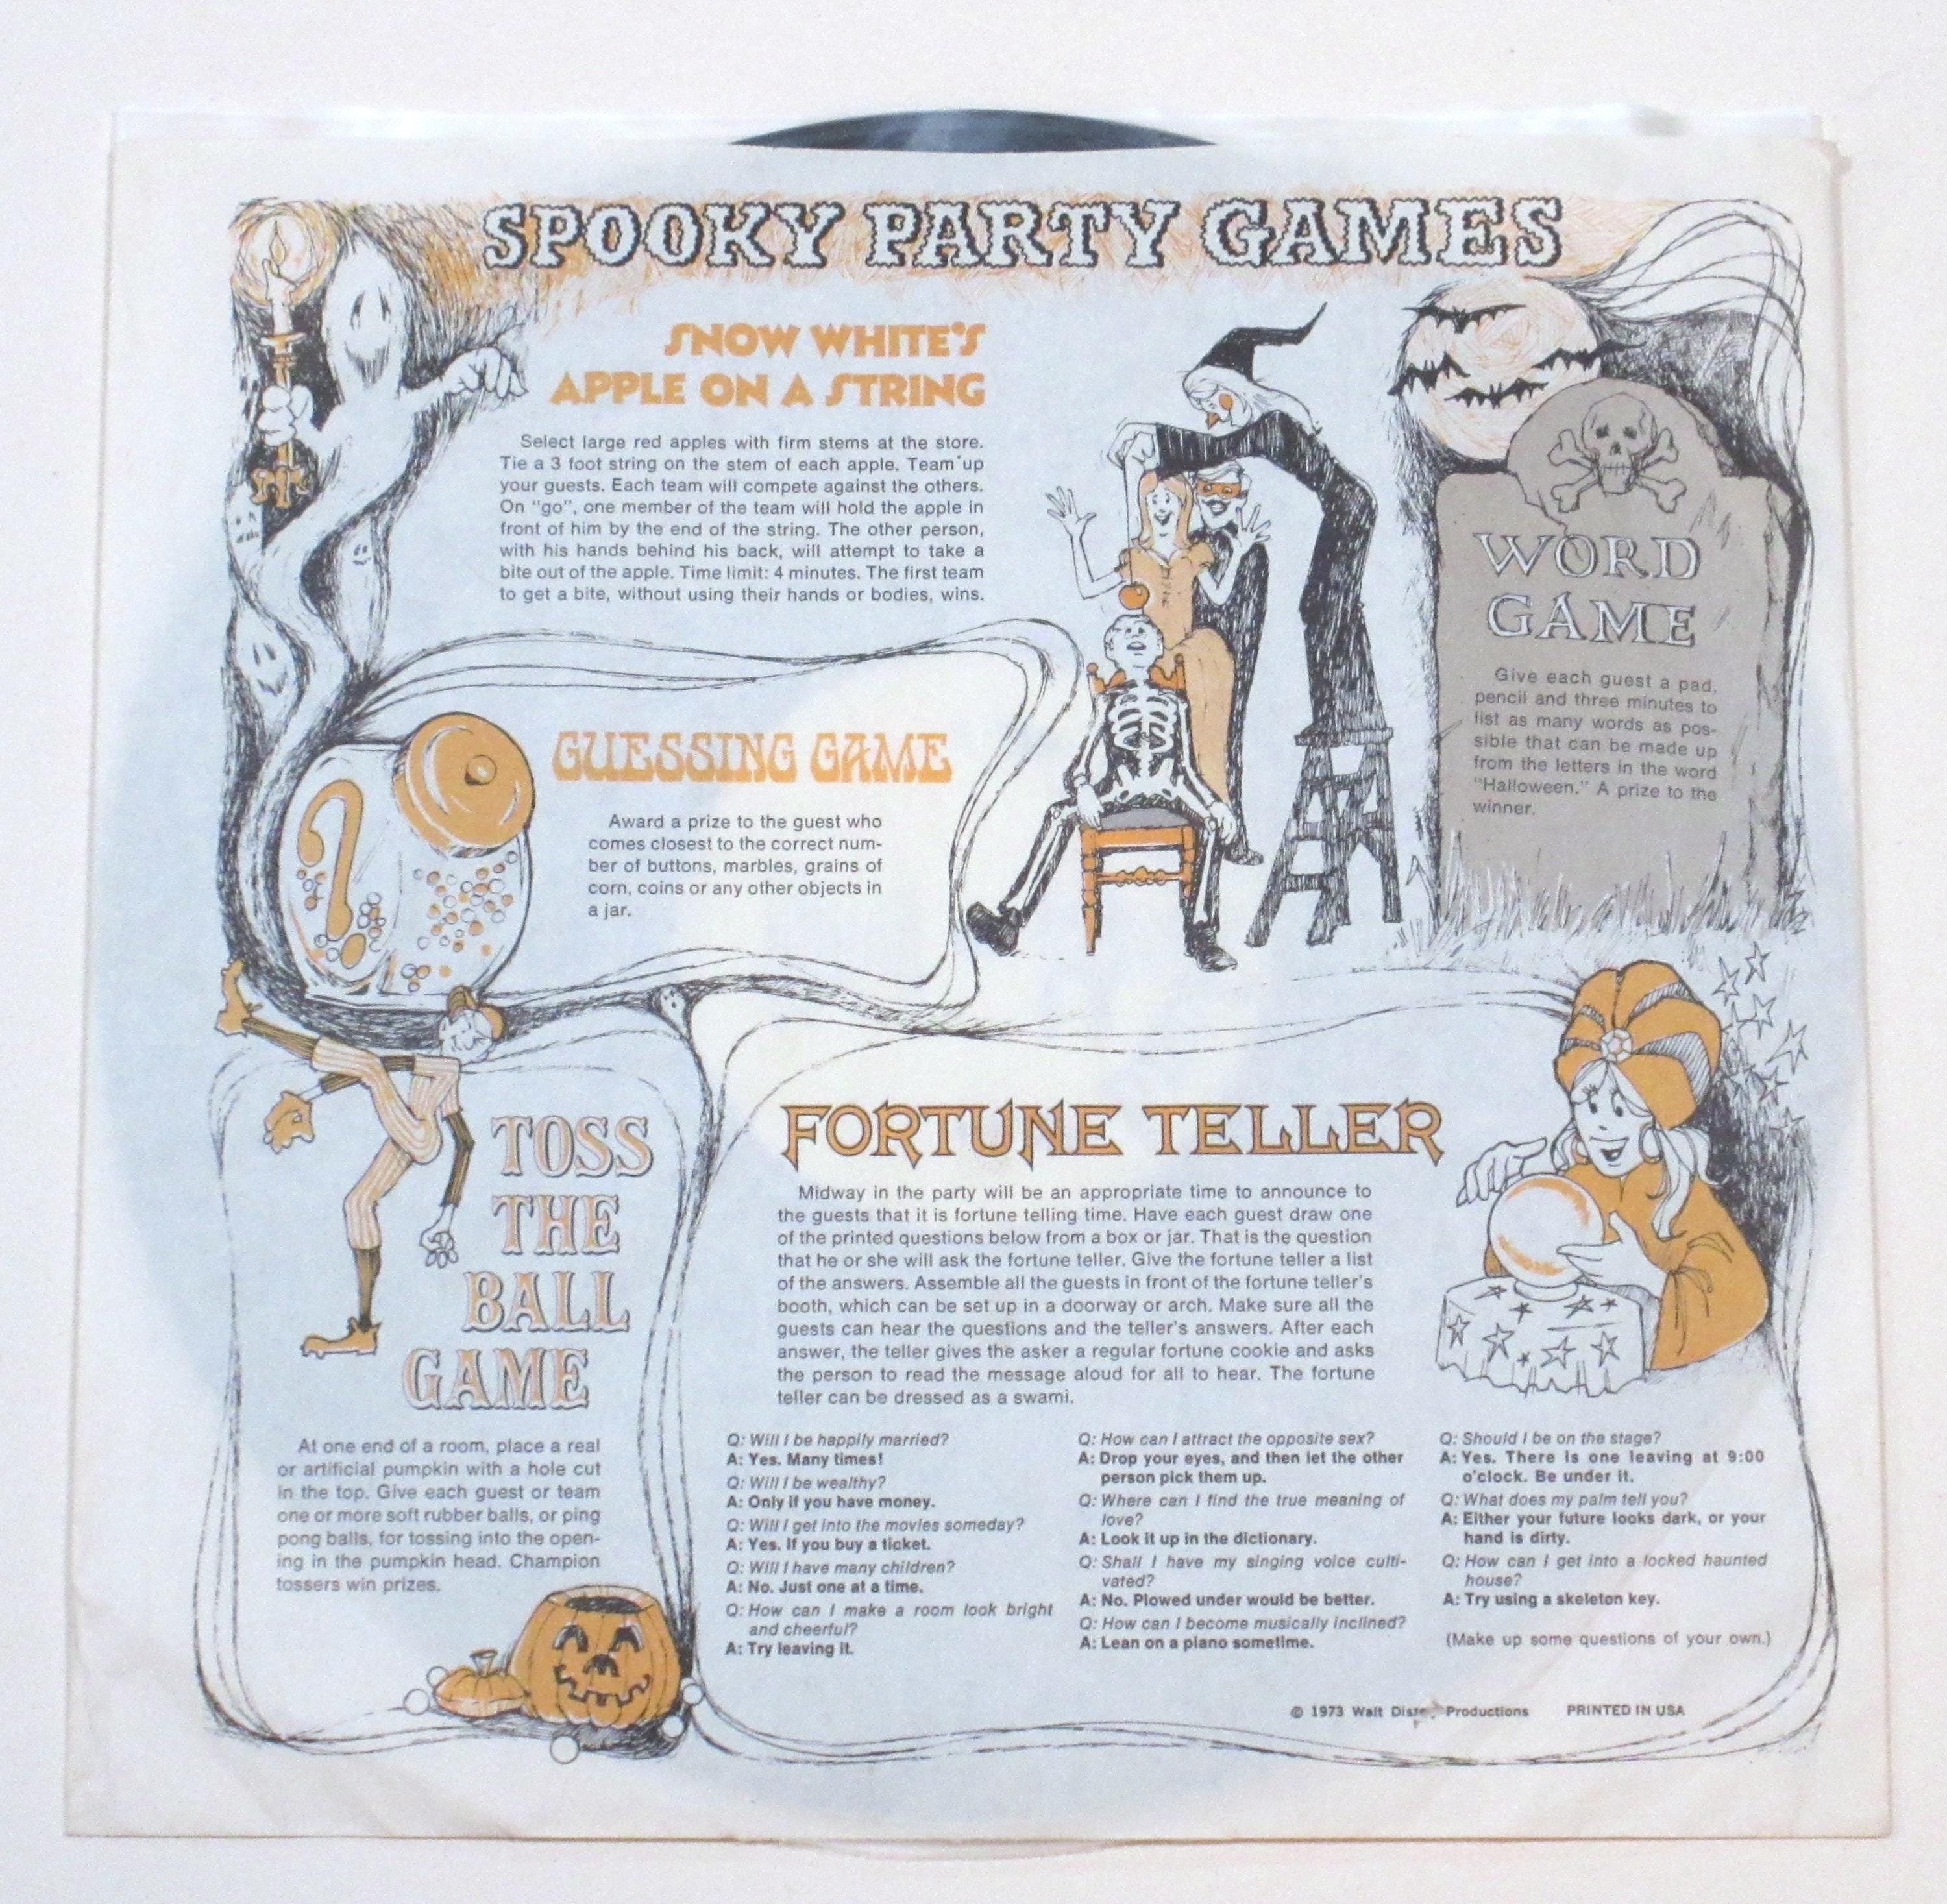 SPOOKY PARTY GAMES
SNOW WHITE'S
APPLE ON A STRING
Select large red apples with firm stems at the store.
Tie a 3 foot string on the stem of each apple. Team up
your guests. Each team will compete against the others.
On "go", one member of the team will hold the apple in
front of him by the end of the string. The other person,
with his hands behind his back, will attempt to take a
bite out of the apple. Time limit: 4 minutes. The first team
to get a bite, without using their hands or bodies, wins.
WORD
GAME
Give each guest a pad,
pencil and three minutes to
list as many words as pos-
sible that can be made up
from the letters in the word
"Halloween." A prize to the
winner.
GUESSING GAME
Award a prize to the guest who
comes closest to the correct num-
ber of buttons, marbles, grains of
corn, coins or any other objects in
a jar.
TOSS
THE
BALL
GAME
At one end of a room, place a real
or artificial pumpkin with a hole cut
in the top. Give each guest or team
one or more soft rubber balls, or ping
pong balls, for tossing into the open-
ing in the pumpkin head. Champion
tossers win prizes.
FORTUNE TELLER
Midway in the party will be an appropriate time to announce to
the guests that it is fortune telling time. Have each guest draw one
of the printed questions below from a box or jar. That is the question
that he or she will ask the fortune teller. Give the fortune teller a list
of the answers. Assemble all the guests in front of the fortune teller's
booth, which can be set up in a doorway or arch. Make sure all the
guests can hear the questions and the teller's answers. After each
answer, the teller gives the asker a regular fortune cookie and asks
the person to read the message aloud for all to hear. The fortune
teller can be dressed as a swami.
Q: Will I be happily married?
A: Yes. Many times!
Q: Will I be wealthy?
A: Only if you have money.
Q: Will I get into the movies someday?
A: Yes. If you buy a ticket.
Q: Will I have many children?
A: No. Just one at a time.
Q: How can I make a room look bright
and cheerful?
A: Try leaving it.
Q: How can I attract the opposite sex?
A: Drop your eyes, and then let the other
person pick them up.
Q: Where can I find the true meaning of
love?
A: Look it up in the dictionary.
Q: Shall I have my singing voice culti-
vated?
A: No. Plowed under would be better.
Q: How can I become musically inclined?
A: Lean on a piano sometime.
Q: Should I be on the stage?
A: Yes. There is one leaving at 9:00
o'clock. Be under it.
Q: What does my palm tell you?
A: Either your future looks dark, or your
hand is dirty.
Q: How can I get into a locked haunted
house?
A: Try using a skeleton key.
(Make up some questions of your own.)
© 1973 Walt Disney Productions PRINTED IN USA